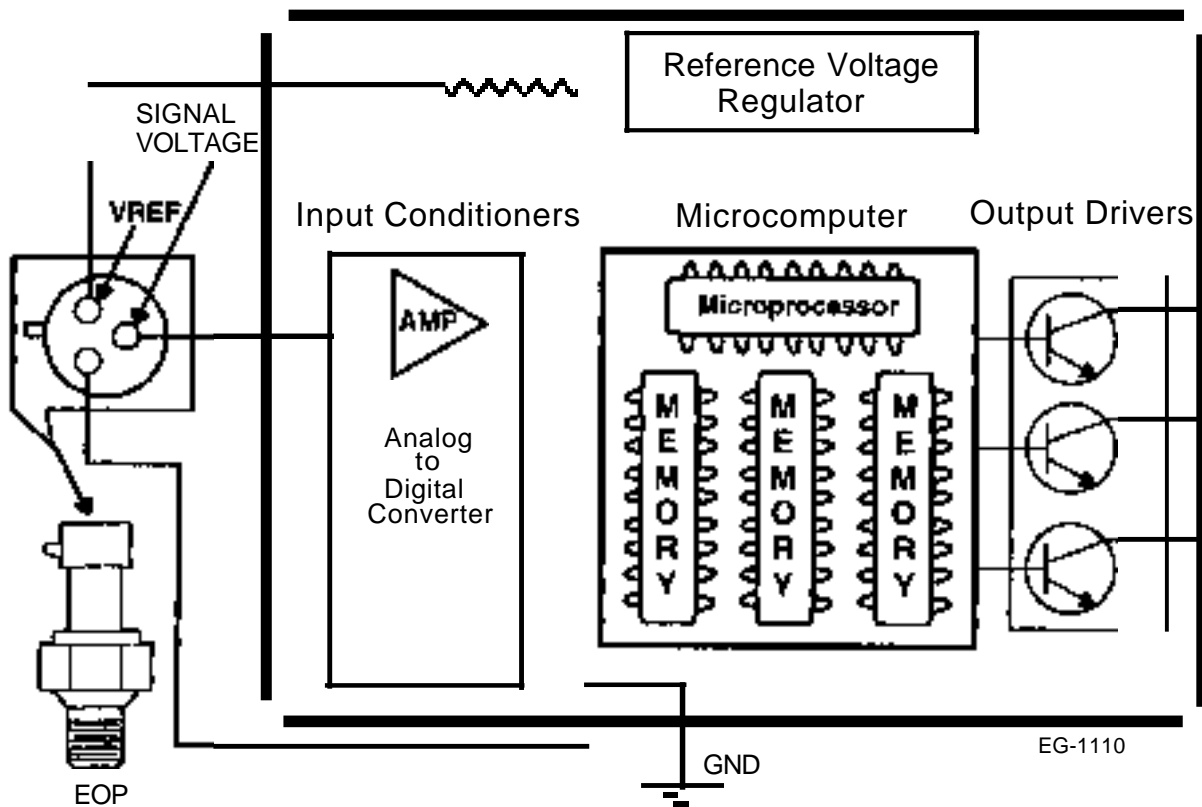 Reference Voltage
Regulator
SIGNAL
VOLTAGE
VREF
Input Conditioners
Microcomputer
Output Drivers
AMP
Microprocessor
Analog
to
Digital
Converter
MEMORY
MEMORY
MEMORY
EG-1110
GND
EOP